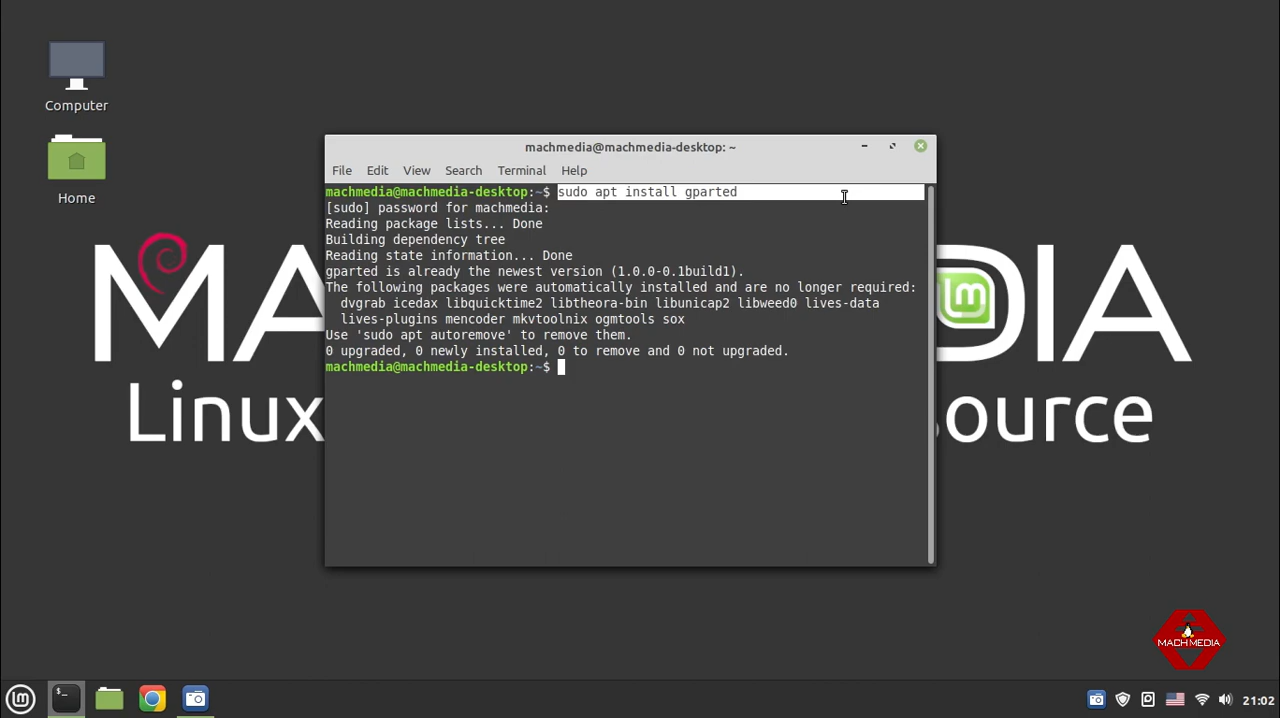 Computer
Home
machmedia@machmedia-desktop: ~
File Edit View Search Terminal Help
machmedia@machmedia-desktop:~$ sudo apt install gparted
[sudo] password for machmedia:
Reading package lists... Done
Building dependency tree
Reading state information... Done
gparted is already the newest version (1.0.0-0.1build1).
The following packages were automatically installed and are no longer required:
dvgrab icedax libquicktime2 libtheora-bin libunicap2 libweed0 lives-data
lives-plugins mencoder mkvtoolnix ogmtools sox
Use 'sudo apt autoremove' to remove them.
0 upgraded, 0 newly installed, 0 to remove and 0 not upgraded.
machmedia@machmedia-desktop:~$
MA DIA
Linux ource
MACH MEDIA
21:02